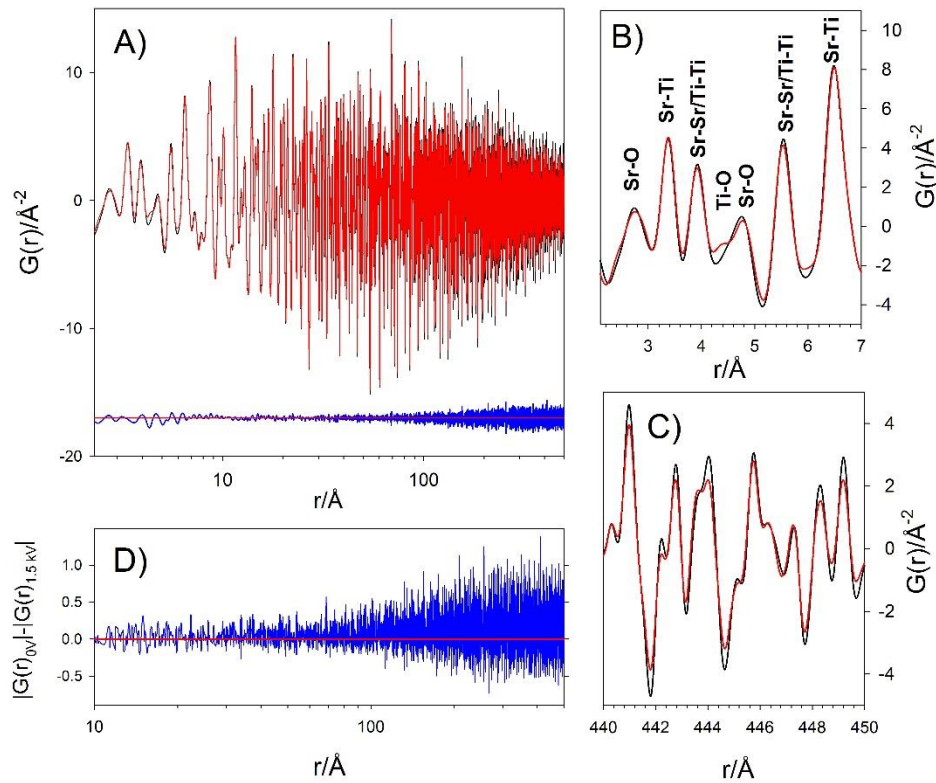 A)
10
0
-10
-20
G(r)/Å⁻²
10
100
r/Å
B)
Sr-O
Sr-Ti
Sr-Sr/Ti-Ti
Ti-O
Sr-O
Sr-Sr/Ti-Ti
Sr-Ti
10
8
6
4
2
0
-2
-4
G(r)/Å⁻²
3
4
5
6
7
r/Å
C)
4
2
0
-2
-4
G(r)/Å⁻²
440
442
444
446
448
450
r/Å
D)
1.0
0.5
0.0
-0.5
|G(r)0V|-|G(r)1.5 kV|
10
100
r/Å